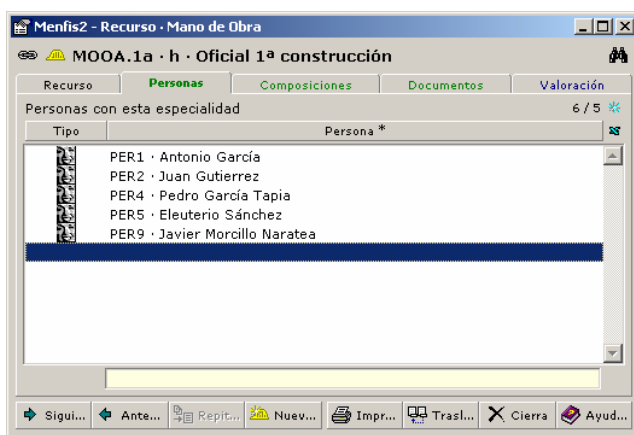 Menfis2 - Recurso · Mano de Obra
MOOA.1a · h · Oficial 1ª construcción
Recurso Personas Composiciones Documentos Valoración
Personas con esta especialidad 6 / 5
Tipo Persona *
PER1 · Antonio García
PER2 · Juan Gutierrez
PER4 · Pedro García Tapia
PER5 · Eleuterio Sánchez
PER9 · Javier Morcillo Naratea
Sigui... Ante... Repit... Nuev... Impr... Trasl... Cierra Ayud...